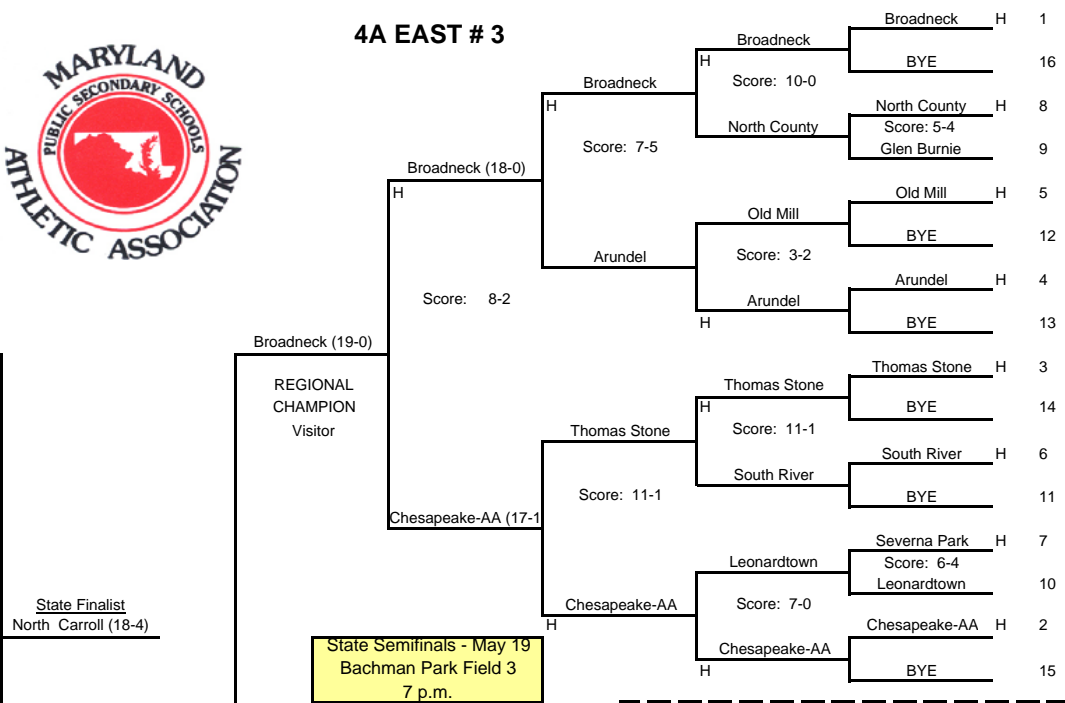 4A EAST # 3
MARYLAND
PUBLIC SECONDARY SCHOOLS
ATHLETIC ASSOCIATION
Broadneck H 1
BYE 16
North County H 8
Score: 5-4
Glen Burnie 9
Old Mill H 5
BYE 12
Arundel H 4
BYE 13
Thomas Stone H 3
BYE 14
South River H 6
BYE 11
Severna Park H 7
Score: 6-4
Leonardtown 10
Chesapeake-AA H 2
BYE 15
Broadneck
H
Score: 10-0
North County
Old Mill
Score: 3-2
Arundel
H
Thomas Stone
H
Score: 11-1
South River
Leonardtown
Score: 7-0
Chesapeake-AA
H
Broadneck
H
Score: 7-5
Arundel
Thomas Stone
Score: 11-1
Chesapeake-AA
H
Broadneck (18-0)
H
Score: 8-2
Chesapeake-AA (17-1
Broadneck (19-0)
REGIONAL
CHAMPION
Visitor
State Finalist
North Carroll (18-4)
State Semifinals - May 19
Bachman Park Field 3
7 p.m.